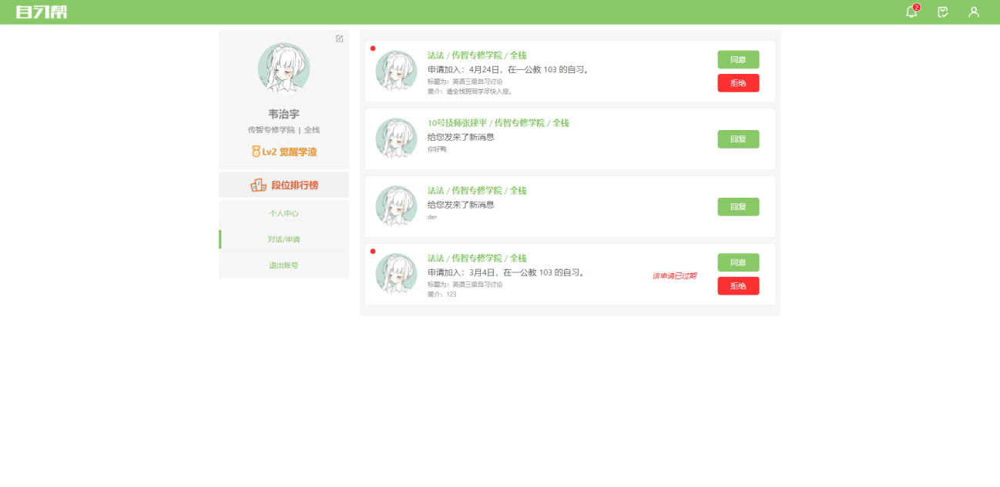 自习帮
2
韦治宇
传智专修学院 | 全栈
Lv2 觉醒学渣
段位排行榜
个人中心
对话/申请
退出账号
法法 / 传智专修学院 / 全栈
申请加入：4月24日，在一公教 103 的自习。
标题为：英语三级自习讨论
简介：请全栈班同学尽快入座。
同意
拒绝
10号技师张建平 / 传智专修学院 / 全栈
给您发来了新消息
你好鸭
回复
法法 / 传智专修学院 / 全栈
给您发来了新消息
der
回复
法法 / 传智专修学院 / 全栈
申请加入：3月4日，在一公教 103 的自习。
标题为：英语三级自习讨论
简介：123
该申请已过期
同意
拒绝